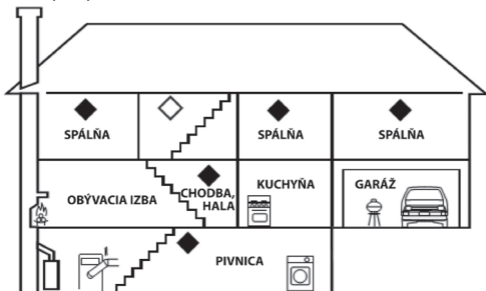 SPÁLŇA
SPÁLŇA
SPÁLŇA
OBÝVACIA IZBA
CHODBA,
HALA
KUCHYŇA
GARÁŽ
PIVNICA